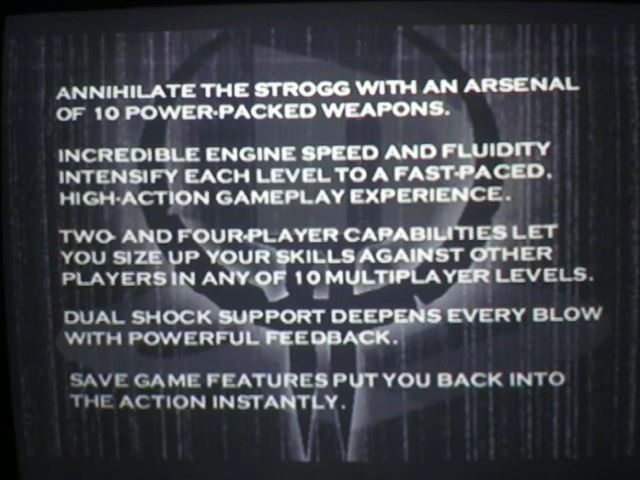 ANNIHILATE THE STROGG WITH AN ARSENAL
OF 10 POWER-PACKED WEAPONS.
INCREDIBLE ENGINE SPEED AND FLUIDITY
INTENSIFY EACH LEVEL TO A FAST-PACED,
HIGH-ACTION GAMEPLAY EXPERIENCE.
TWO- AND FOUR-PLAYER CAPABILITIES LET
YOU SIZE UP YOUR SKILLS AGAINST OTHER
PLAYERS IN ANY OF 10 MULTIPLAYER LEVELS.
DUAL SHOCK SUPPORT DEEPENS EVERY BLOW
WITH POWERFUL FEEDBACK.
SAVE GAME FEATURES PUT YOU BACK INTO
THE ACTION INSTANTLY.